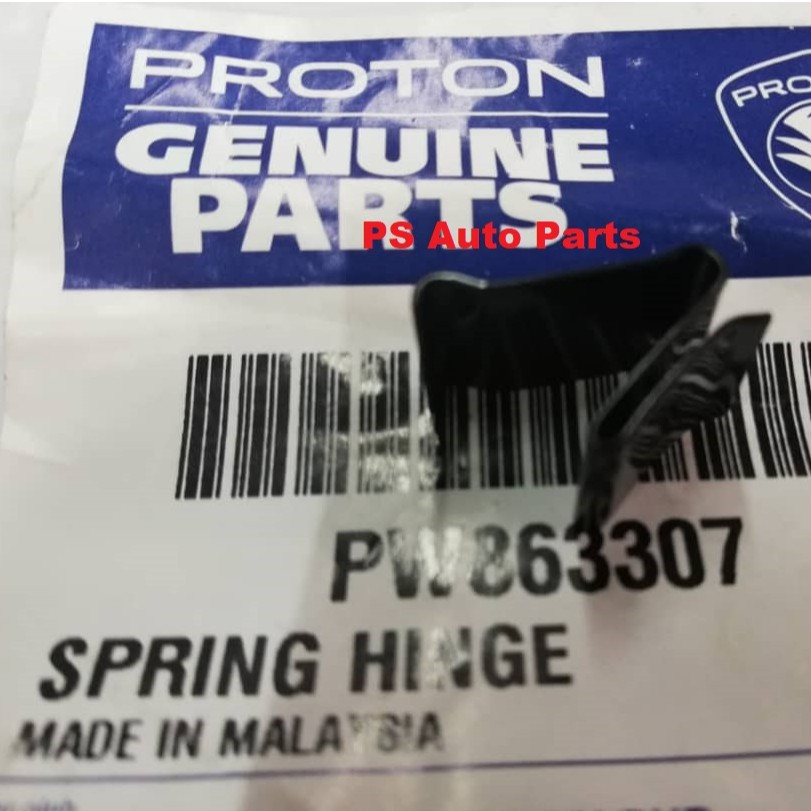 PROTON
GENUINE
PARTS
PS Auto Parts
PW863307
SPRING HINGE
MADE IN MALAYSIA